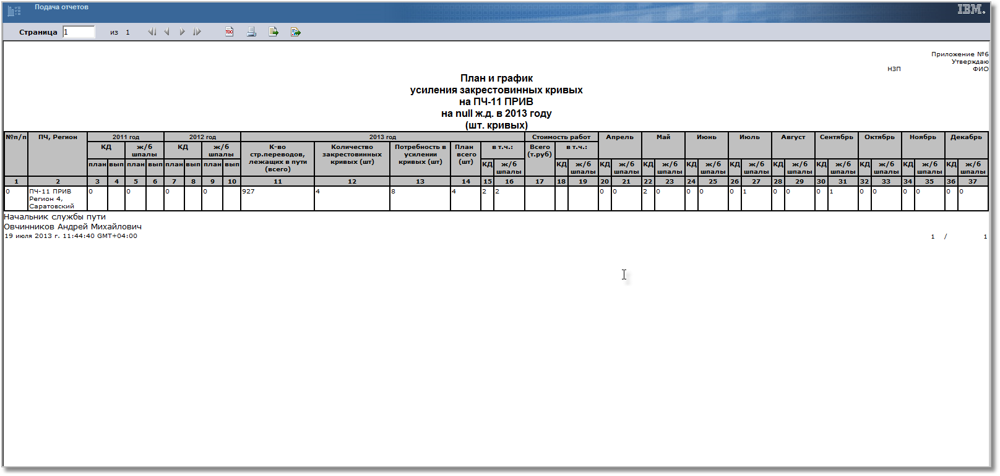 Подача отчетов
IBM.
Страница 1 из 1
TOC
Приложение №6
Утверждаю
НЗП ФИО
План и график
усиления закрестовинных кривых
на ПЧ-11 ПРИВ
на null ж.д. в 2013 году
(шт. кривых)
№п/п ПЧ, Регион 2011 год 2012 год 2013 год Стоимость работ Апрель Май Июнь Июль Август Сентябрь Октябрь Ноябрь Декабрь
КД ж/б шпалы КД ж/б шпалы К-во стр.переводов, лежащих в пути (всего) Количество закрестовинных кривых (шт) Потребность в усилении кривых (шт) План всего (шт) в т.ч.: Всего (т.руб) в т.ч.:
план вып план вып план вып план вып КД ж/б шпалы КД ж/б шпалы КД ж/б шпалы КД ж/б шпалы КД ж/б шпалы КД ж/б шпалы КД ж/б шпалы КД ж/б шпалы КД ж/б шпалы КД ж/б шпалы КД ж/б шпалы
1 2 3 4 5 6 7 8 9 10 11 12 13 14 15 16 17 18 19 20 21 22 23 24 25 26 27 28 29 30 31 32 33 34 35 36 37
0 ПЧ-11 ПРИВ 0 0 0 0 927 4 8 4 2 2 0 0 2 0 0 0 0 1 0 0 0 1 0 0 0 0 0 0
Регион 4,
Саратовский
Начальник службы пути
Овчинников Андрей Михайлович
19 июля 2013 г. 11:44:40 GMT+04:00 1 / 1